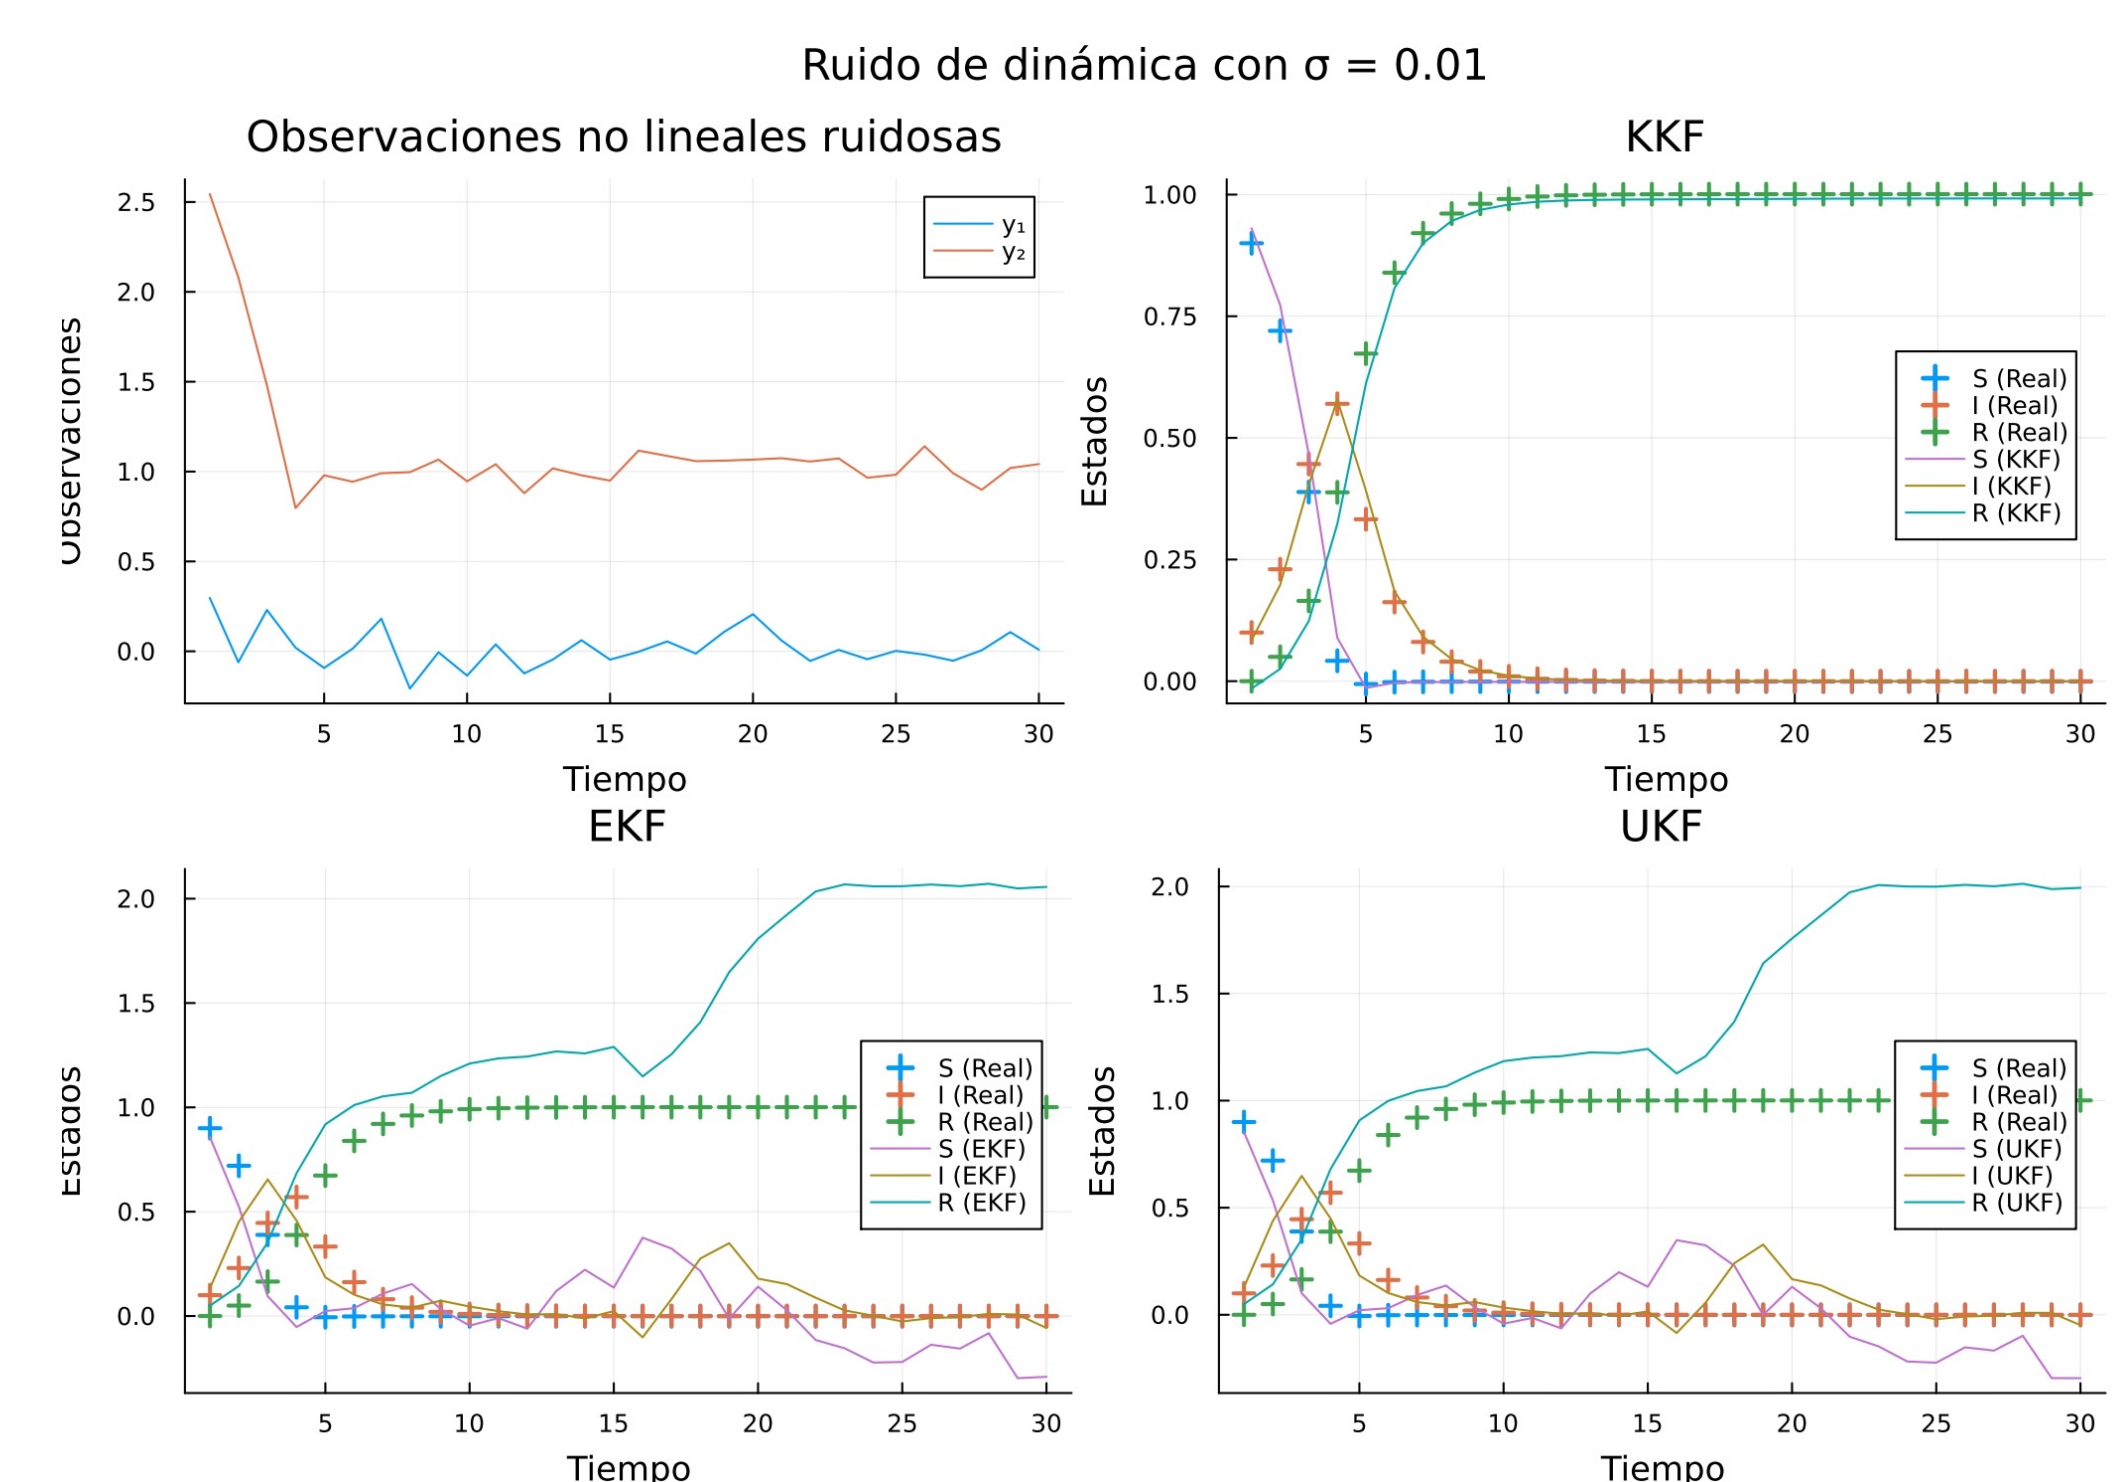 Ruido de dinámica con σ = 0.01
Observaciones no lineales ruidosas
2.5
2.0
1.5
1.0
0.5
0.0
Observaciones
y₁
y₂
5 10 15 20 25 30
Tiempo
KKF
1.00
0.75
0.50
0.25
0.00
Estados
S (Real)
I (Real)
R (Real)
S (KKF)
I (KKF)
R (KKF)
5 10 15 20 25 30
Tiempo
EKF
2.0
1.5
1.0
0.5
0.0
Estados
S (Real)
I (Real)
R (Real)
S (EKF)
I (EKF)
R (EKF)
5 10 15 20 25 30
Tiempo
UKF
2.0
1.5
1.0
0.5
0.0
Estados
S (Real)
I (Real)
R (Real)
S (UKF)
I (UKF)
R (UKF)
5 10 15 20 25 30
Tiempo